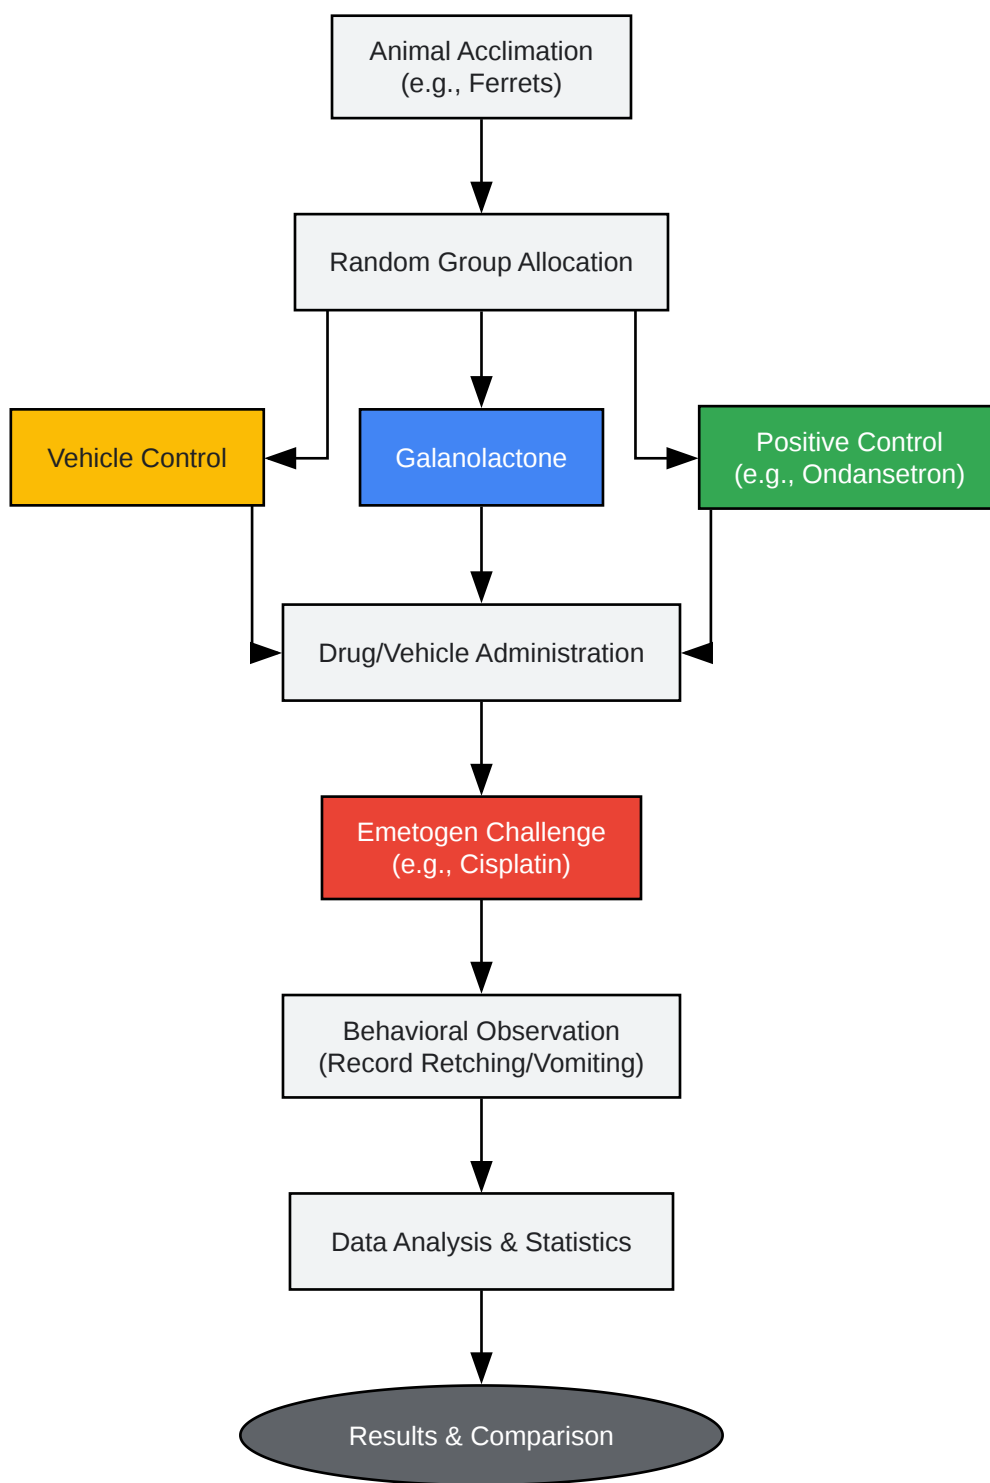 Animal Acclimation
(e.g., Ferrets)
Random Group Allocation
Vehicle Control
Galanolactone
Positive Control
(e.g., Ondansetron)
Drug/Vehicle Administration
Emetogen Challenge
(e.g., Cisplatin)
Behavioral Observation
(Record Retching/Vomiting)
Data Analysis & Statistics
Results & Comparison